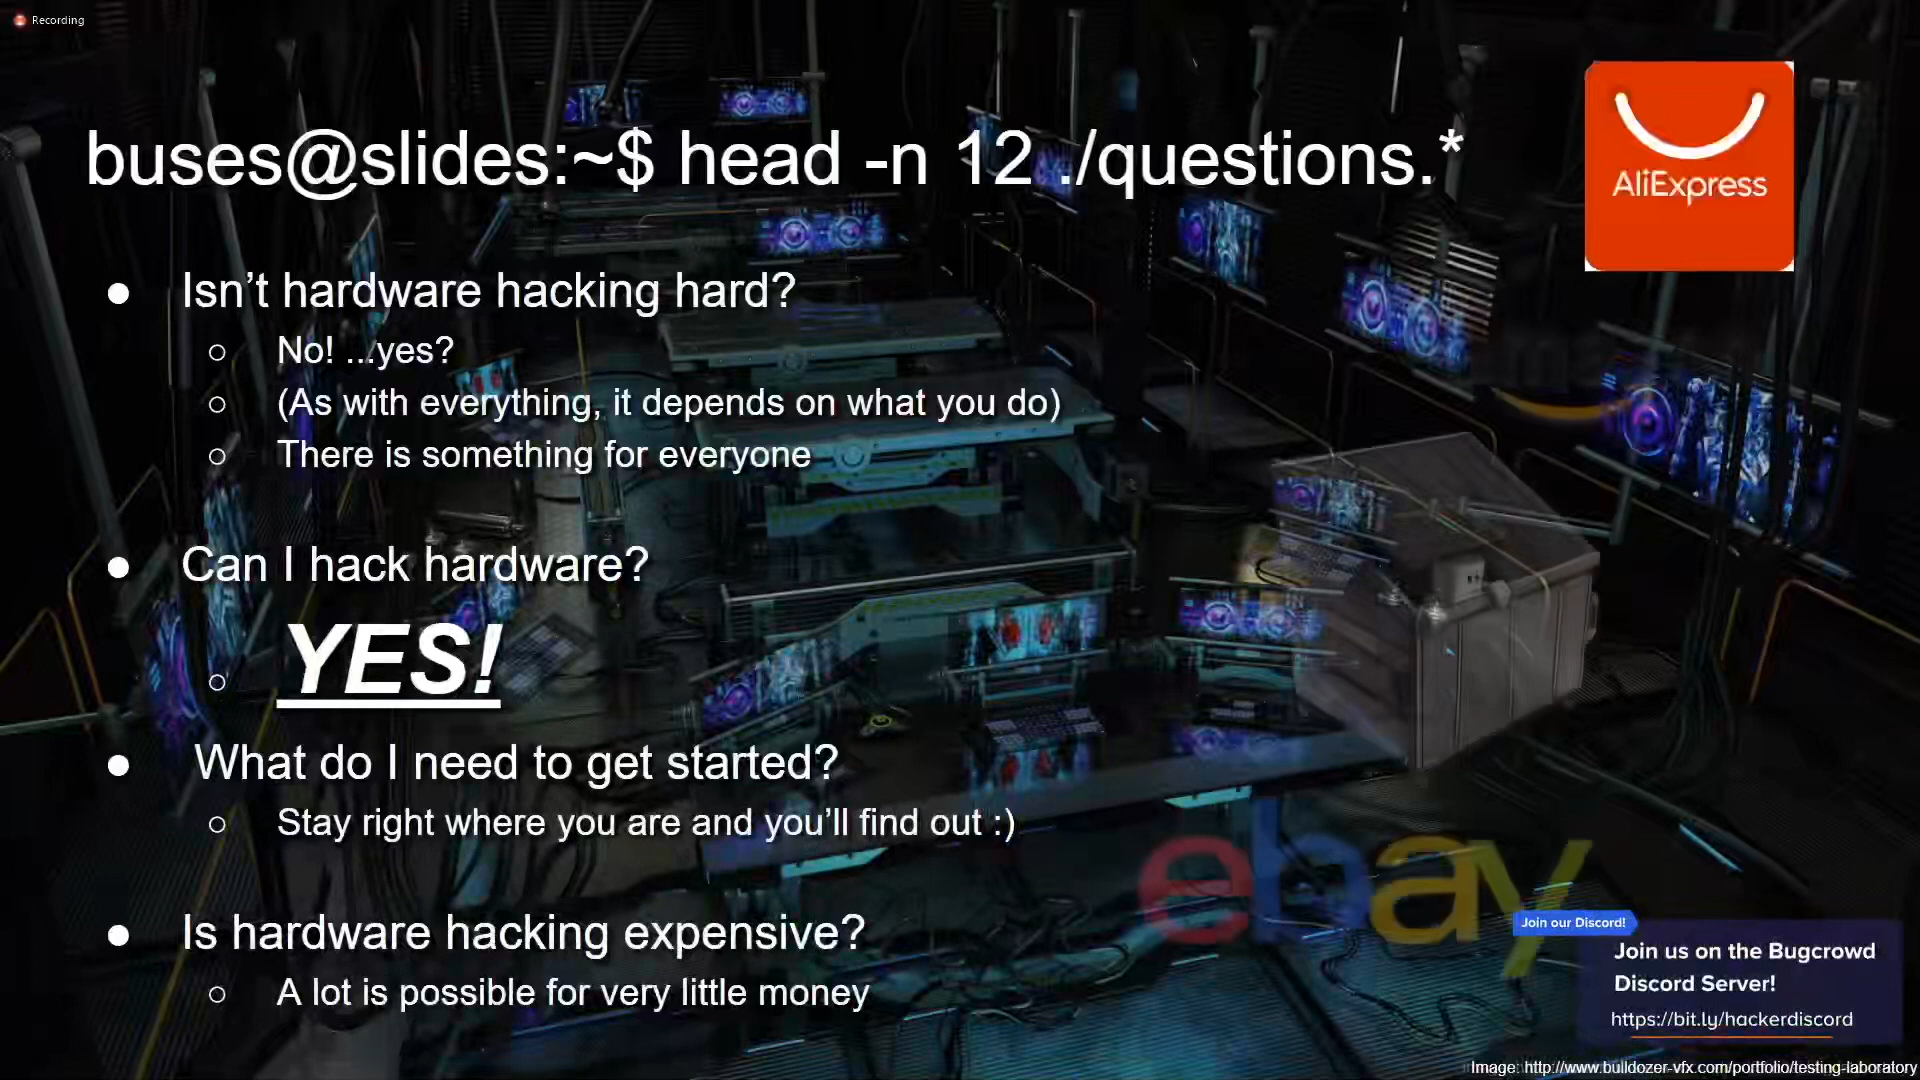 Recording
buses@slides:~$ head -n 12 ./questions.*
AliExpress
● Isn’t hardware hacking hard?
○ No! ...yes?
○ (As with everything, it depends on what you do)
○ There is something for everyone
● Can I hack hardware?
○ YES!
● What do I need to get started?
○ Stay right where you are and you’ll find out :)
● Is hardware hacking expensive?
○ A lot is possible for very little money
ebay
Join our Discord!
Join us on the Bugcrowd
Discord Server!
https://bit.ly/hackerdiscord
Image: http://www.bulldozer-vfx.com/portfolio/testing-laboratory